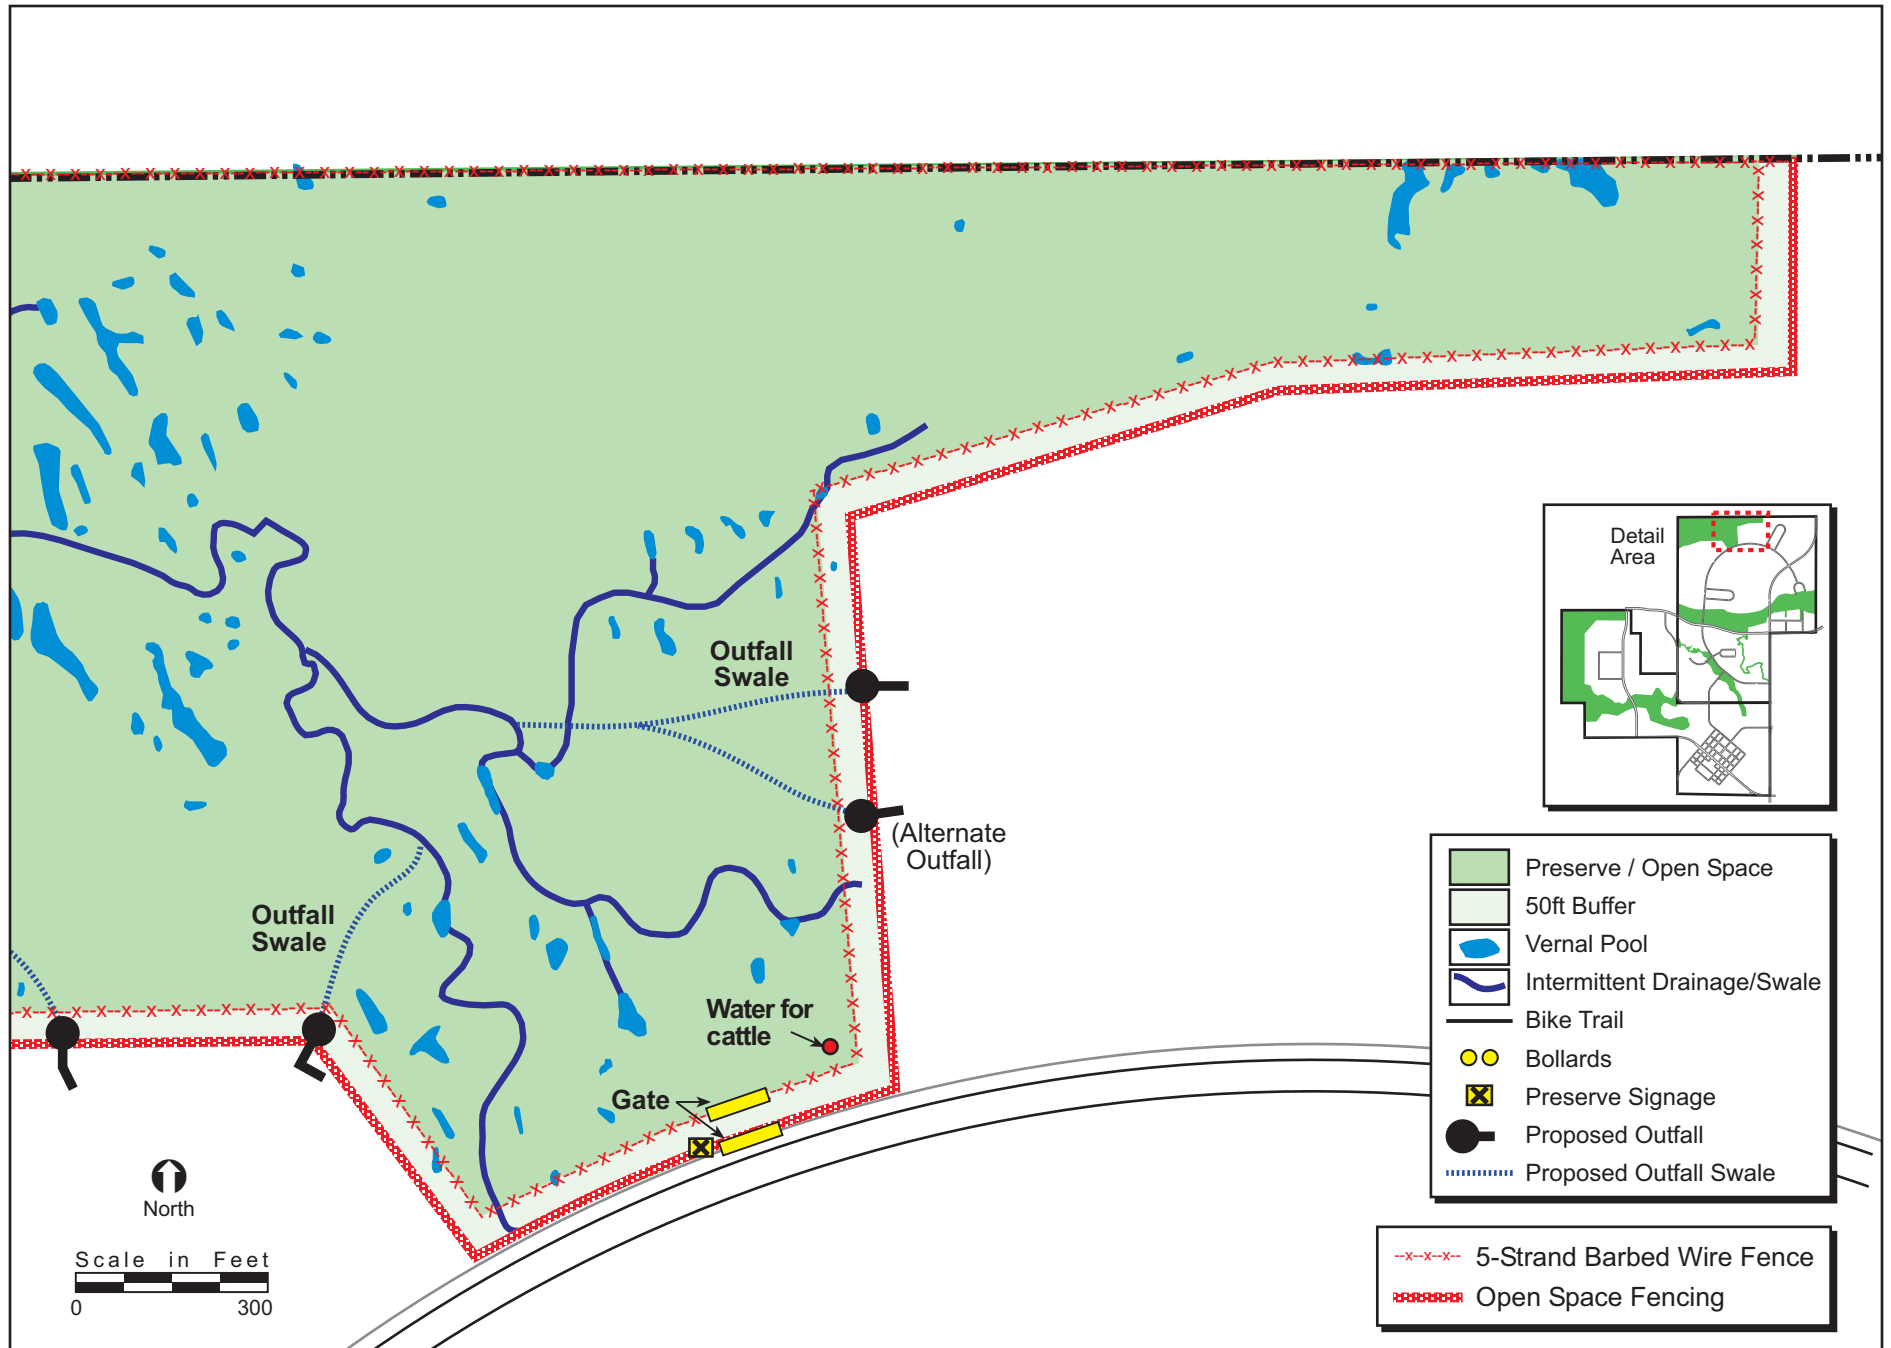 Detail
Area
Outfall
Swale
(Alternate
Outfall)
Outfall
Swale
Water for
cattle
Gate
North
Scale in Feet
0 300
Preserve / Open Space
50ft Buffer
Vernal Pool
Intermittent Drainage/Swale
Bike Trail
Bollards
Preserve Signage
Proposed Outfall
Proposed Outfall Swale
5-Strand Barbed Wire Fence
Open Space Fencing